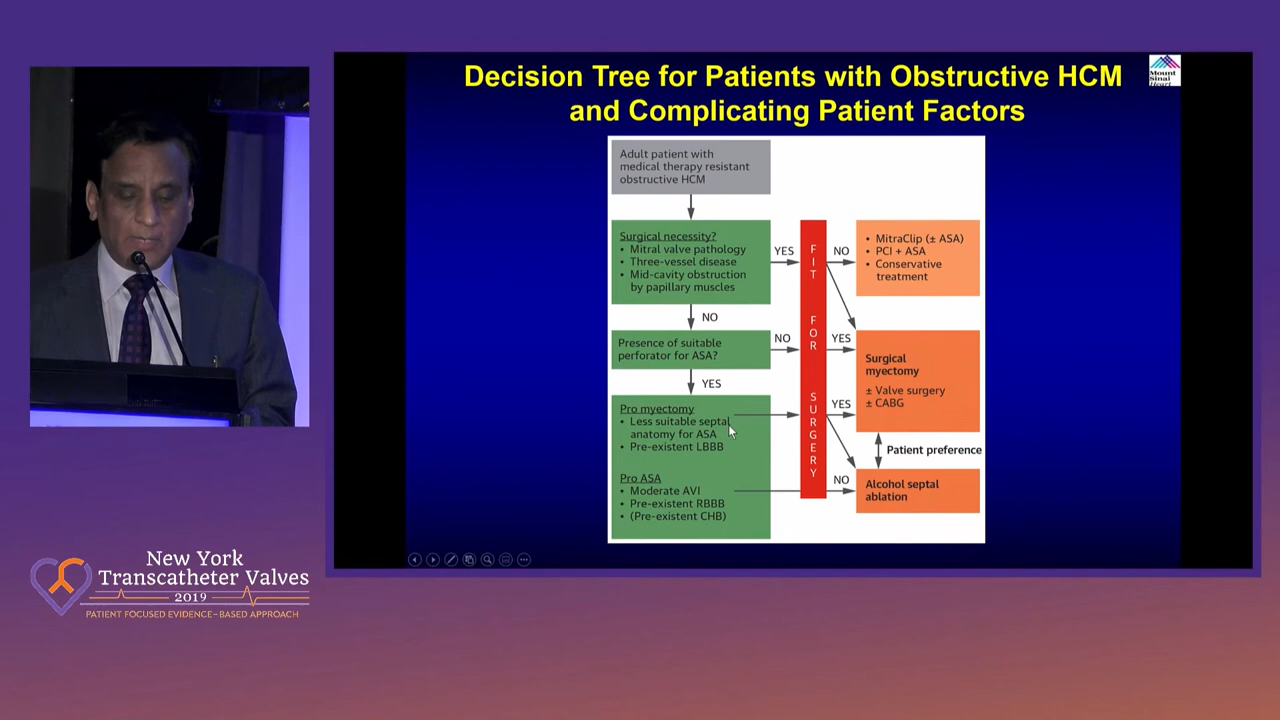 Decision Tree for Patients with Obstructive HCM
and Complicating Patient Factors
Mount
Sinai
Heart
Adult patient with
medical therapy resistant
obstructive HCM
Surgical necessity?
• Mitral valve pathology
• Three-vessel disease
• Mid-cavity obstruction
by papillary muscles
YES
NO
Presence of suitable
perforator for ASA?
NO
YES
Pro myectomy
• Less suitable septal
anatomy for ASA
• Pre-existent LBBB
Pro ASA
• Moderate AVI
• Pre-existent RBBB
• (Pre-existent CHB)
FIT
FOR
SURGERY
NO
YES
YES
NO
• MitraClip (± ASA)
• PCI + ASA
• Conservative
treatment
Surgical
myectomy
± Valve surgery
± CABG
Patient preference
Alcohol septal
ablation
New York
Transcatheter Valves
2019
PATIENT FOCUSED EVIDENCE-BASED APPROACH